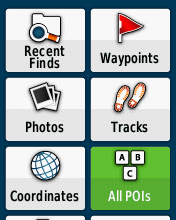 Recent
Finds
Waypoints
Photos
Tracks
Coordinates
A B
C
All POIs